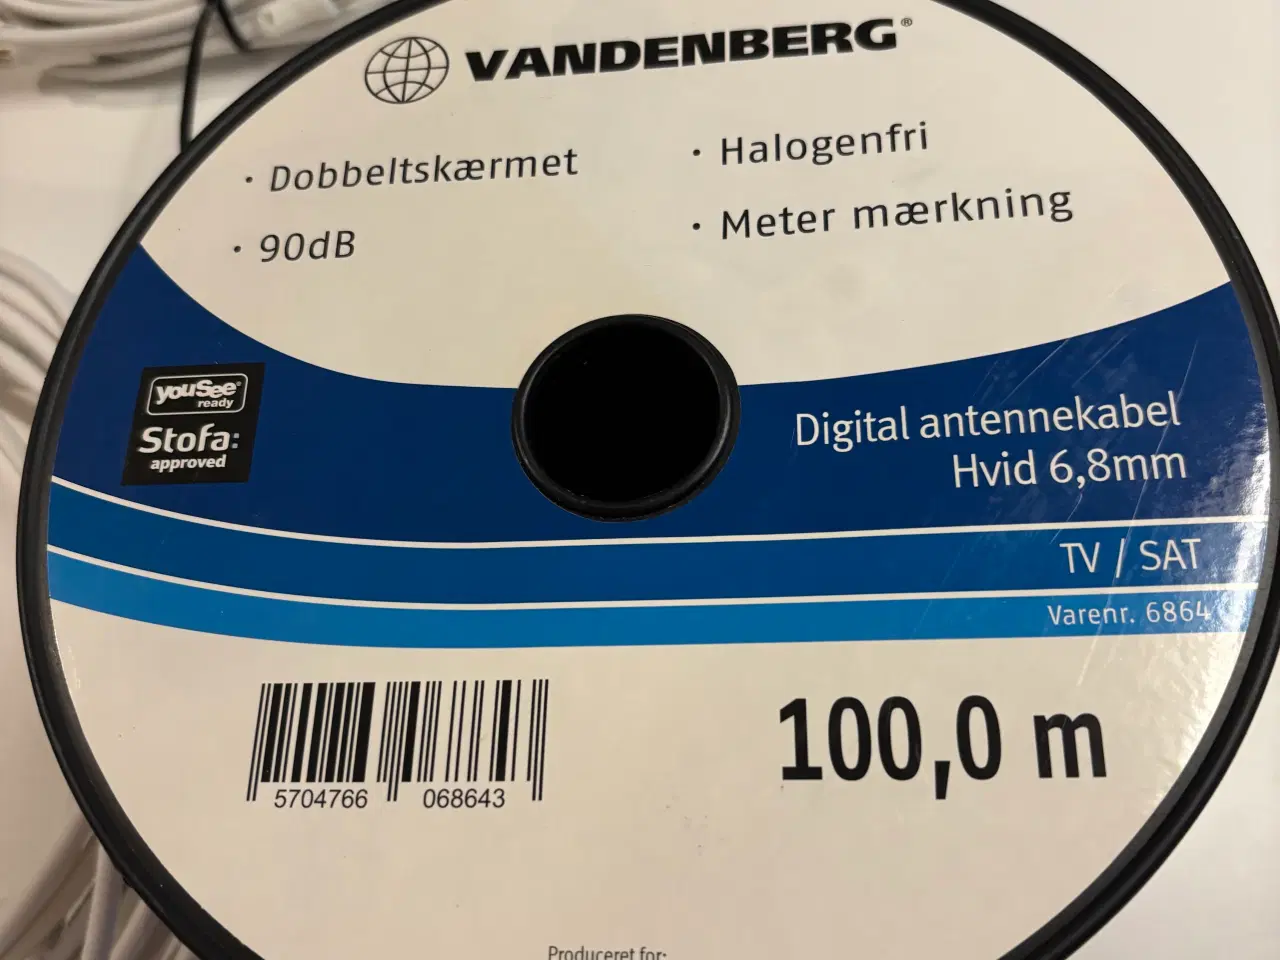 VANDENBERG®
· Dobbeltskærmet
· Halogenfri
· 90dB
· Meter mærkning
youSee®
ready
Stofa:
approved
Digital antennekabel
Hvid 6,8mm
TV / SAT
Varenr. 6864
100,0 m
5704766 068643
Produceret for: